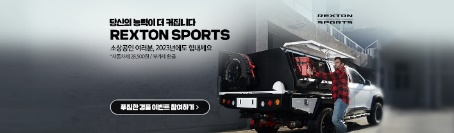 당신의 능력이 더 커집니다
REXTON SPORTS
소상공인 여러분, 2023년에도 힘내세요
푸짐한 경품 이벤트 참여하기 >
REXTON
SPORTS